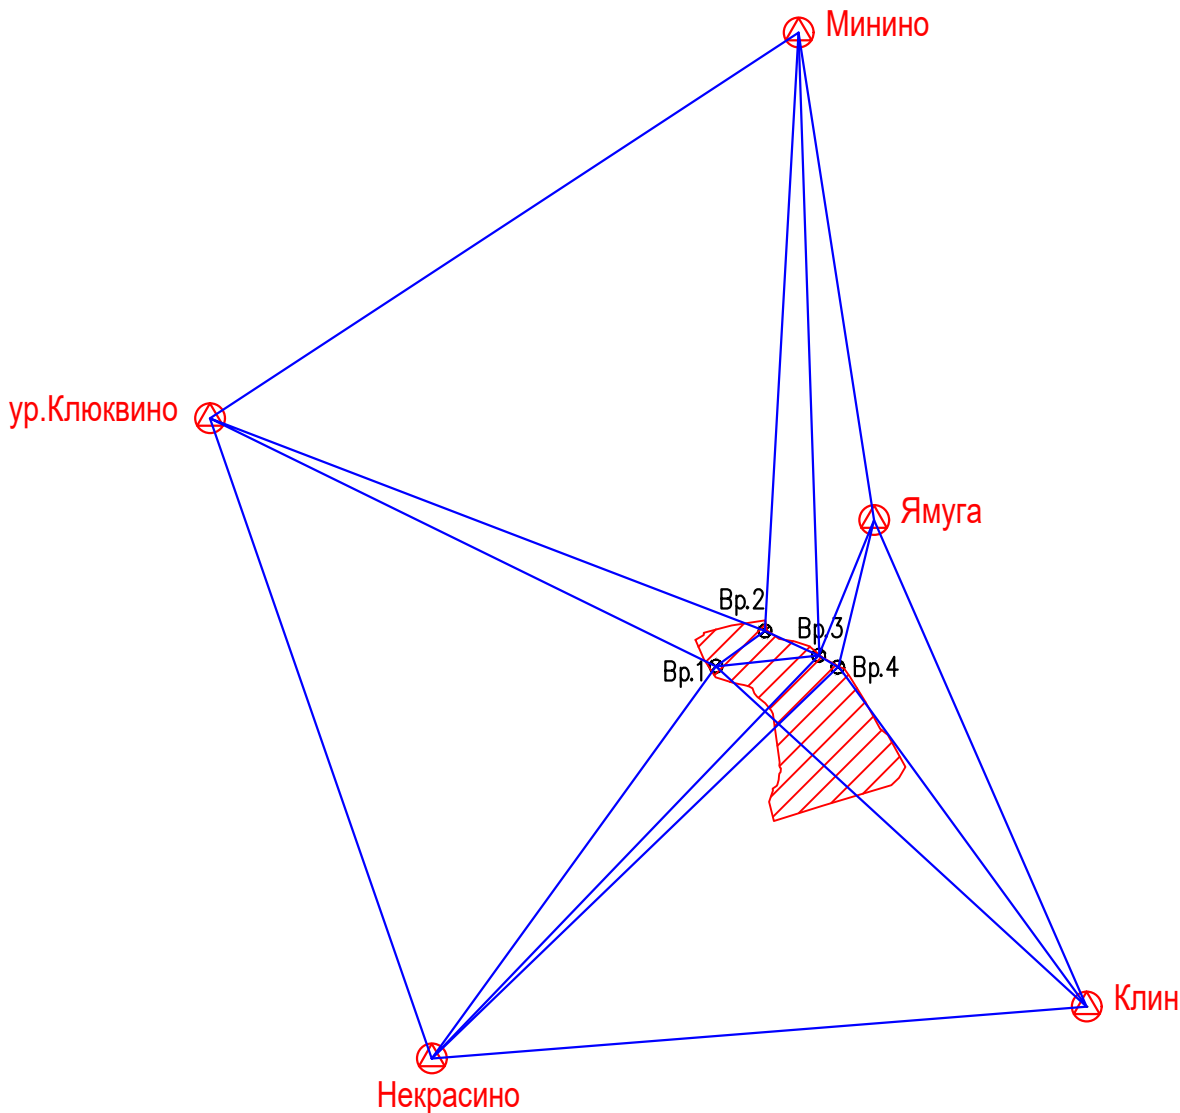 Минино
ур.Клюквино
Ямуга
Вр.2
Вр.3
Вр.1
Вр.4
Клин
Некрасино